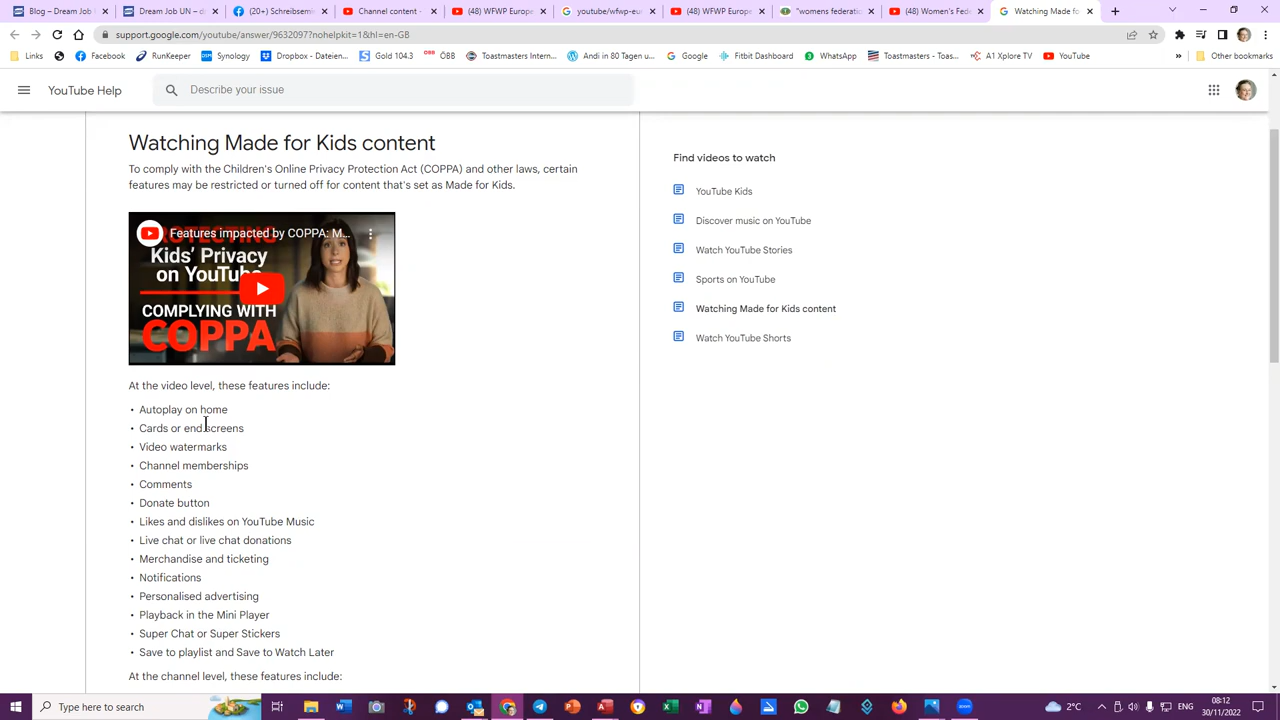 Blog – Dream Job
Dream Job UN – do
(20+) Schreibsemin
Channel content -
(48) WFWP Europe
youtube/wfwp-eur
(48) WFWP Europe
"womens federatio
(48) Women's Fede
Watching Made for
support.google.com/youtube/answer/9632097?nohelpkit=1&hl=en-GB
Links
Facebook
RunKeeper
Synology
Dropbox - Dateien...
Gold 104.3
ÖBB
Toastmasters Intern...
Andi in 80 Tagen u...
Google
Fitbit Dashboard
WhatsApp
Toastmasters - Toas...
A1 Xplore TV
YouTube
»
Other bookmarks
YouTube Help
Describe your issue
Watching Made for Kids content
To comply with the Children's Online Privacy Protection Act (COPPA) and other laws, certain
features may be restricted or turned off for content that's set as Made for Kids.
Features impacted by COPPA: M...
PROTECTING
Kids' Privacy
on YouTube
COMPLYING WITH
COPPA
At the video level, these features include:
• Autoplay on home
• Cards or end screens
• Video watermarks
• Channel memberships
• Comments
• Donate button
• Likes and dislikes on YouTube Music
• Live chat or live chat donations
• Merchandise and ticketing
• Notifications
• Personalised advertising
• Playback in the Mini Player
• Super Chat or Super Stickers
• Save to playlist and Save to Watch Later
At the channel level, these features include:
Find videos to watch
YouTube Kids
Discover music on YouTube
Watch YouTube Stories
Sports on YouTube
Watching Made for Kids content
Watch YouTube Shorts
Type here to search
2°C
ENG
08:12
30/11/2022